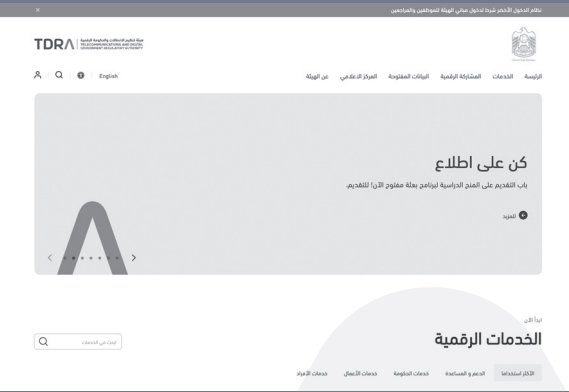 نظام الدخول الأخضر شرط لدخول مباني الهيئة للموظفين والمراجعين
TDRA
هيئة تنظيم الاتصالات والحكومة الرقمية
TELECOMMUNICATIONS AND DIGITAL
GOVERNMENT REGULATORY AUTHORITY
الرئيسة الخدمات المشاركة الرقمية البيانات المفتوحة المركز الاعلامي عن الهيئة
English
كن على اطلاع
باب التقديم على المنح الدراسية لبرنامج بعثة مفتوح الآن! للتقديم،
للمزيد
ابدأ الآن
الخدمات الرقمية
ابحث في الخدمات
الأكثر استخداما الدعم و المساعدة خدمات الحكومة خدمات الأعمال خدمات الأفراد